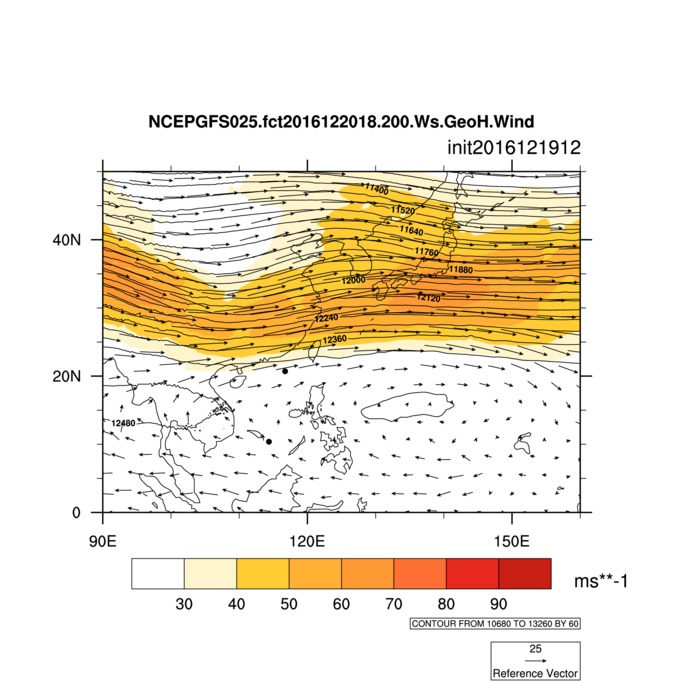 NCEPGFS025.fct2016122018.200.Ws.GeoH.Wind
init2016121912
11400
11520
40N
11640
11760
11880
12000
12120
12240
12360
20N
12480
0
90E 120E 150E
ms**-1
30 40 50 60 70 80 90
CONTOUR FROM 10680 TO 13260 BY 60
25
Reference Vector